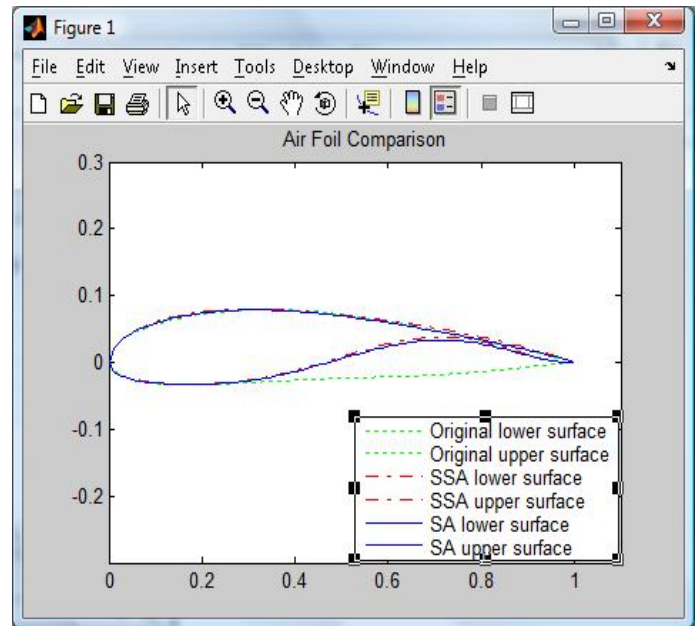 Figure 1
File Edit View Insert Tools Desktop Window Help
Air Foil Comparison
0.3
0.2
0.1
0
-0.1
-0.2
Original lower surface
Original upper surface
SSA lower surface
SSA upper surface
SA lower surface
SA upper surface
0 0.2 0.4 0.6 0.8 1